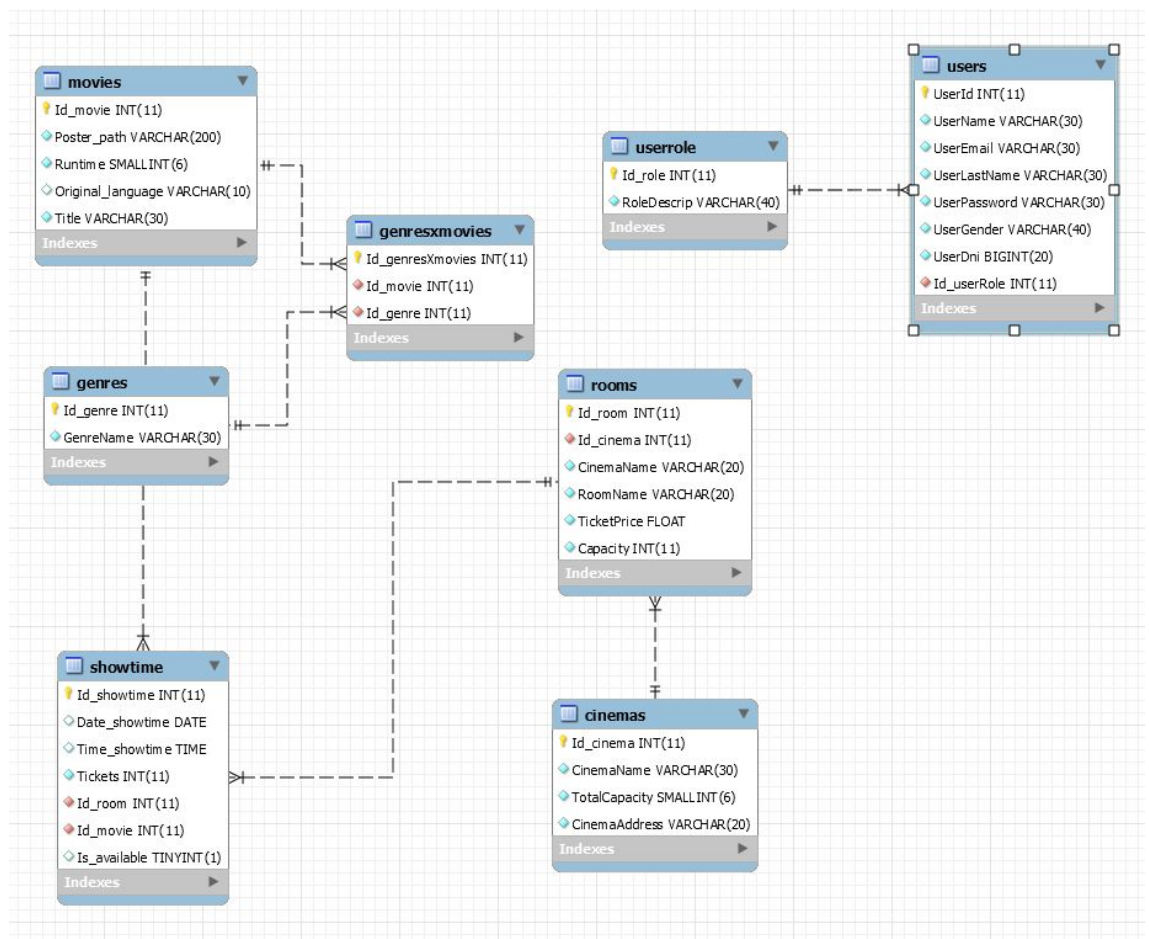 movies
Id_movie INT(11)
Poster_path VARCHAR(200)
Runtime SMALLINT(6)
Original_language VARCHAR(10)
Title VARCHAR(30)
Indexes
genresxmovies
Id_genresXmovies INT(11)
Id_movie INT(11)
Id_genre INT(11)
Indexes
userrole
Id_role INT(11)
RoleDescrip VARCHAR(40)
Indexes
users
UserId INT(11)
UserName VARCHAR(30)
UserEmail VARCHAR(30)
UserLastName VARCHAR(30)
UserPassword VARCHAR(30)
UserGender VARCHAR(40)
UserDni BIGINT(20)
Id_userRole INT(11)
Indexes
genres
Id_genre INT(11)
GenreName VARCHAR(30)
Indexes
rooms
Id_room INT(11)
Id_cinema INT(11)
CinemaName VARCHAR(20)
RoomName VARCHAR(20)
TicketPrice FLOAT
Capacity INT(11)
Indexes
showtime
Id_showtime INT(11)
Date_showtime DATE
Time_showtime TIME
Tickets INT(11)
Id_room INT(11)
Id_movie INT(11)
Is_available TINYINT(1)
Indexes
cinemas
Id_cinema INT(11)
CinemaName VARCHAR(30)
TotalCapacity SMALLINT(6)
CinemaAddress VARCHAR(20)
Indexes